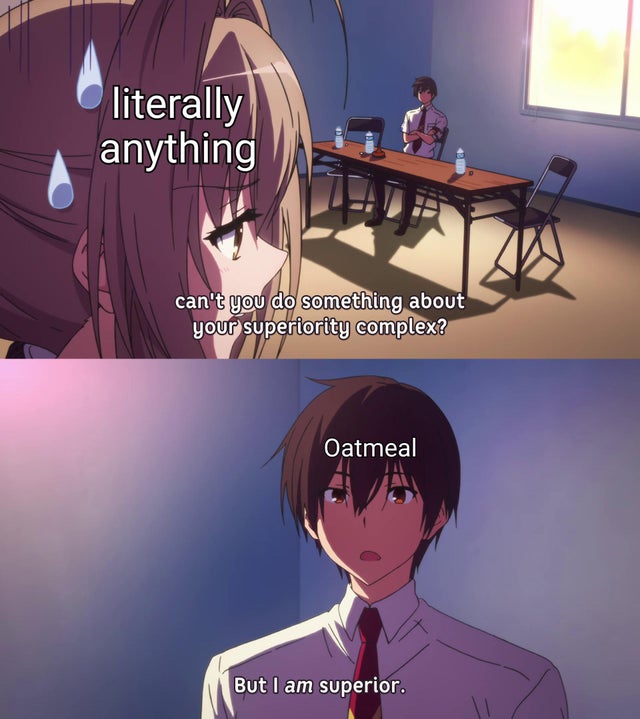 literally
anything
can't you do something about
your superiority complex?
Oatmeal
But I am superior.